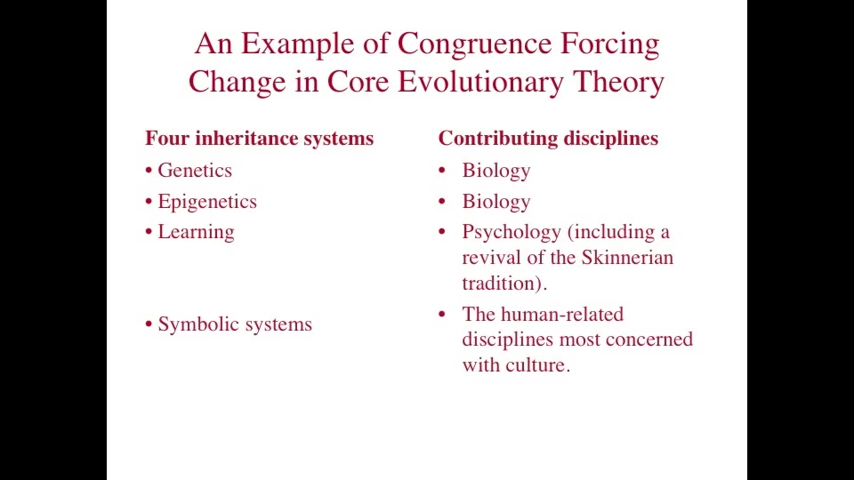 An Example of Congruence Forcing
Change in Core Evolutionary Theory
Four inheritance systems
• Genetics
• Epigenetics
• Learning
• Symbolic systems
Contributing disciplines
• Biology
• Biology
• Psychology (including a
revival of the Skinnerian
tradition).
• The human-related
disciplines most concerned
with culture.